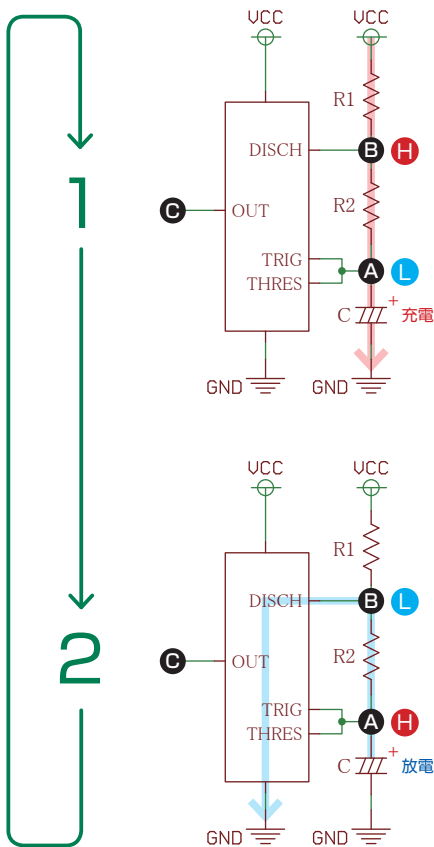 VCC VCC
R1
DISCH B H
1
C OUT R2
TRIG
A L
THRES
C + 充電
GND GND
VCC VCC
R1
DISCH B L
2
C OUT R2
TRIG
A H
THRES
C + 放電
GND GND